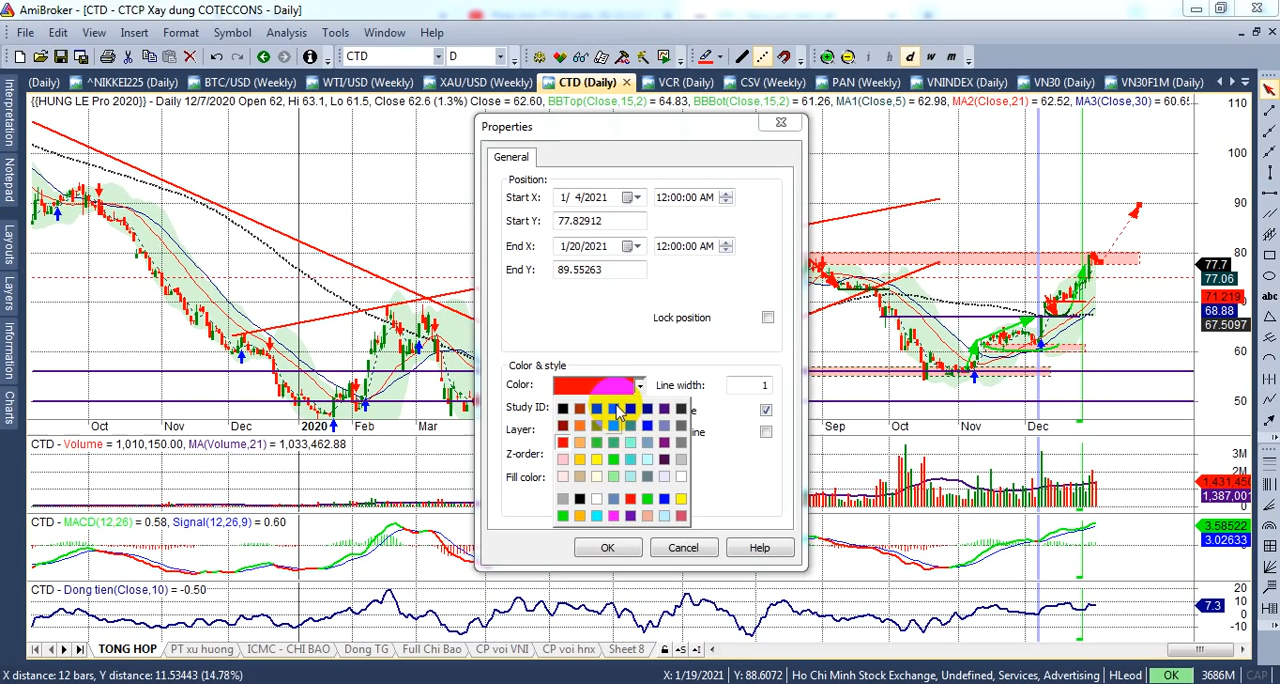 AmiBroker - [CTD - CTCP Xay dung COTECCONS - Daily]
File Edit View Insert Format Symbol Analysis Tools Window Help
CTD D i h d w m
(Daily) ^NIKKEI225 (Daily) BTC/USD (Weekly) WTI/USD (Weekly) XAU/USD (Weekly) CTD (Daily) VCR (Daily) CSV (Weekly) PAN (Weekly) VNINDEX (Daily) VN30 (Daily) VN30F1M (Daily)
{{HUNG LE Pro 2020}} - Daily 12/7/2020 Open 62, Hi 63.1, Lo 61.5, Close 62.6 (1.3%) Close = 62.60, BBTop(Close,15,2) = 64.83, BBBot(Close,15,2) = 61.26, MA1(Close,5) = 62.98, MA2(Close,21) = 62.52, MA3(Close,30) = 60.6
Interpretation
Notepad
Layouts
Layers
Information
Charts
Properties
General
Position:
Start X: 1/ 4/2021 12:00:00 AM
Start Y: 77.82912
End X: 1/20/2021 12:00:00 AM
End Y: 89.55263
Lock position
Color & style
Color: Line width: 1
Study ID:
Layer:
Z-order:
Fill color:
OK Cancel Help
110
100
90
80
77.7
77.06
71.219
68.88
67.5097
60
50
abc
Oct Nov Dec 2020 Feb Mar Sep Oct Nov Dec
CTD - Volume = 1,010,150.00, MA(Volume,21) = 1,033,462.88
3M
2M
1,431,450
1,387,001
CTD - MACD(12,26) = 0.58, Signal(12,26,9) = 0.60
3.58522
3.02633
CTD - Dong tien(Close,10) = -0.50
20
10
7.3
0
-10
TONG HOP PT xu huong ICMC - CHI BAO Dong TG Full Chi Bao CP voi VNI CP voi hnx Sheet 8
X distance: 12 bars, Y distance: 11.53443 (14.78%) X: 1/19/2021 Y: 88.6072 Ho Chi Minh Stock Exchange, Undefined, Services, Advertising HLeod OK 3686M CAP